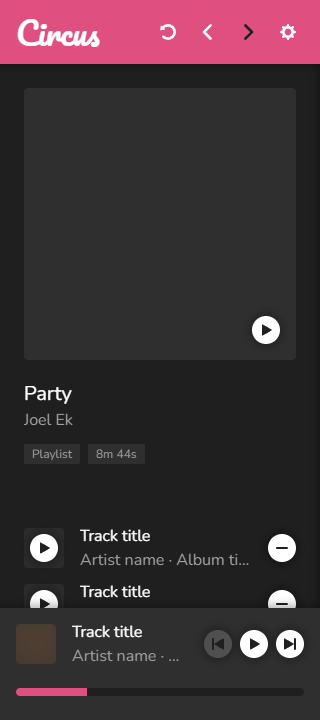 Circus
Party
Joel Ek
Playlist 8m 44s
Track title
Artist name · Album ti...
Track title
Track title
Artist name · ...